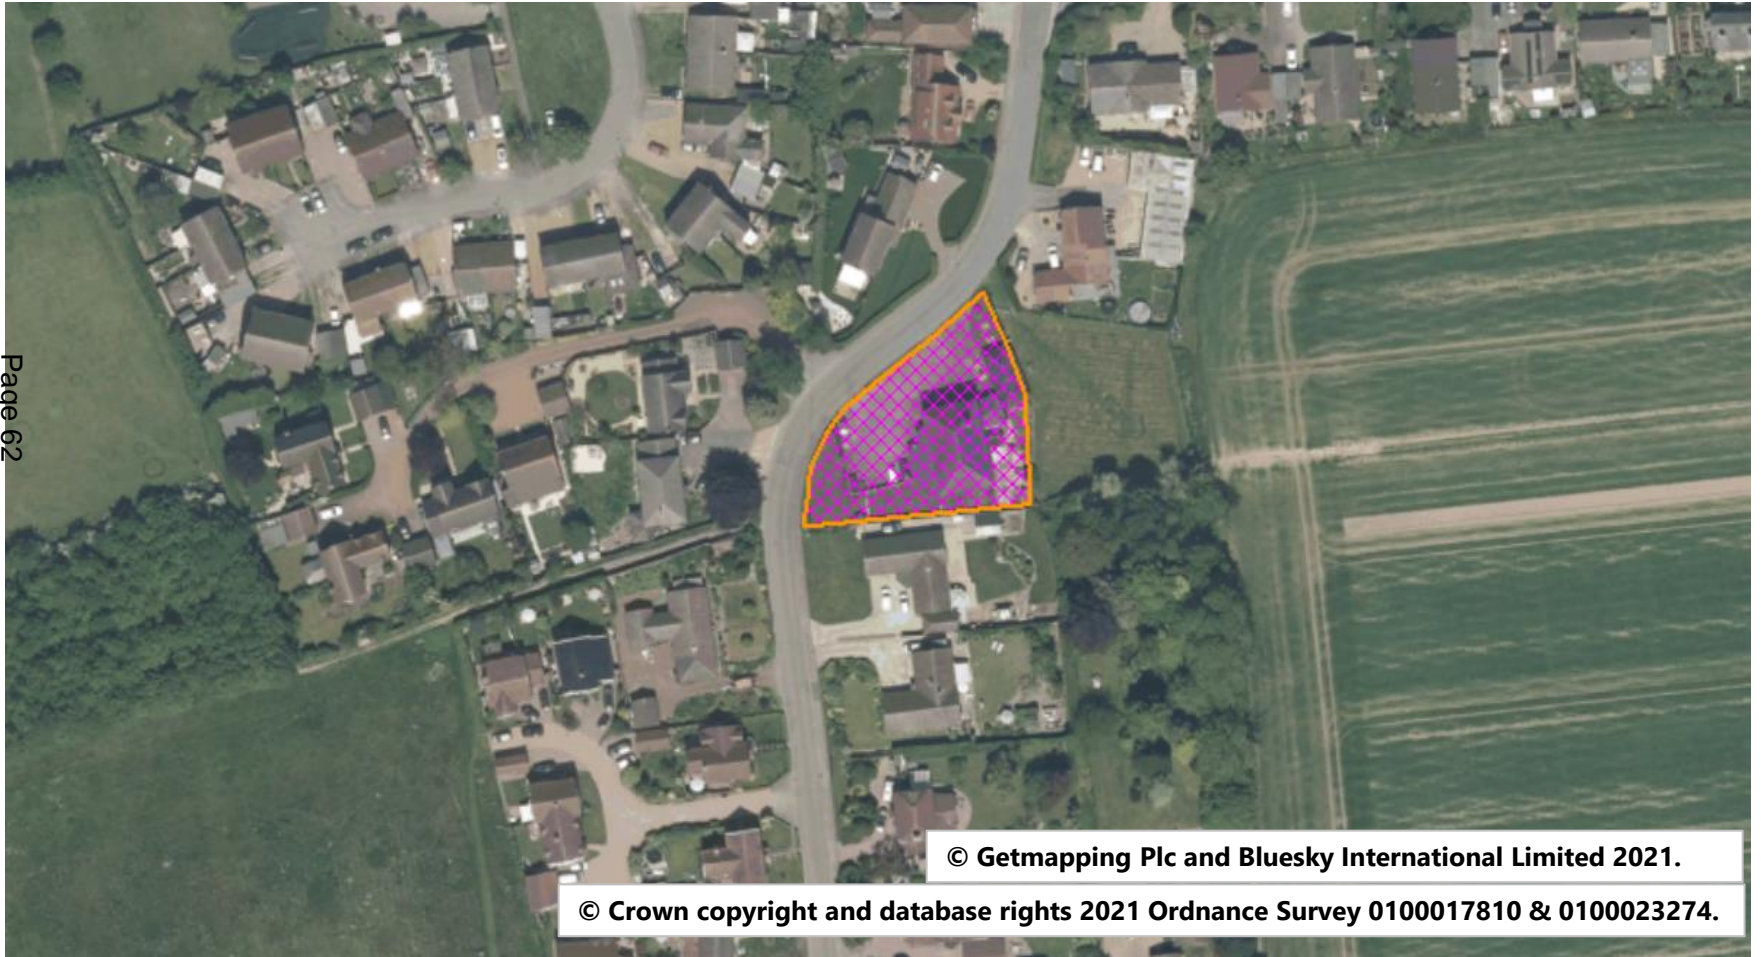 Page 62
© Getmapping Plc and Bluesky International Limited 2021.
© Crown copyright and database rights 2021 Ordnance Survey 0100017810 & 0100023274.